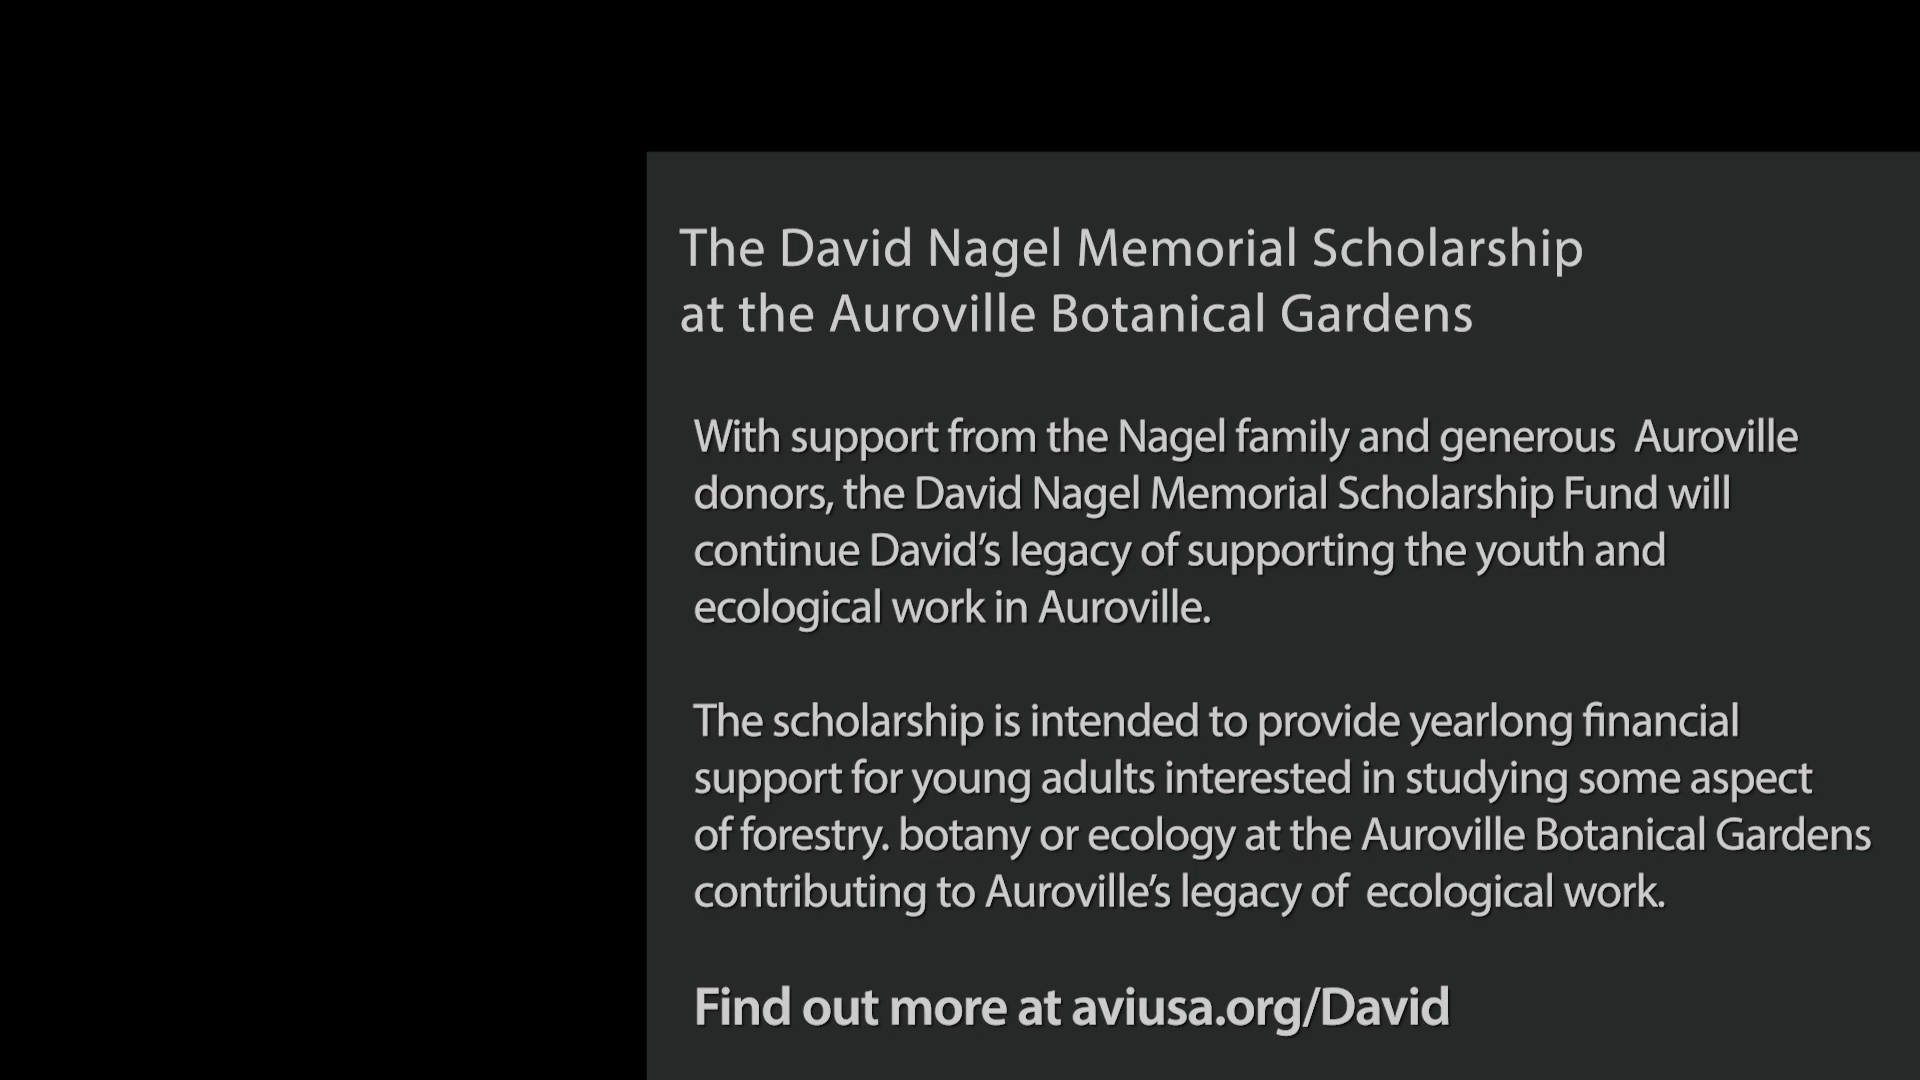 The David Nagel Memorial Scholarship
at the Auroville Botanical Gardens
With support from the Nagel family and generous  Auroville
donors, the David Nagel Memorial Scholarship Fund will
continue David’s legacy of supporting the youth and
ecological work in Auroville.
The scholarship is intended to provide yearlong financial
support for young adults interested in studying some aspect
of forestry. botany or ecology at the Auroville Botanical Gardens
contributing to Auroville’s legacy of  ecological work.
Find out more at aviusa.org/David